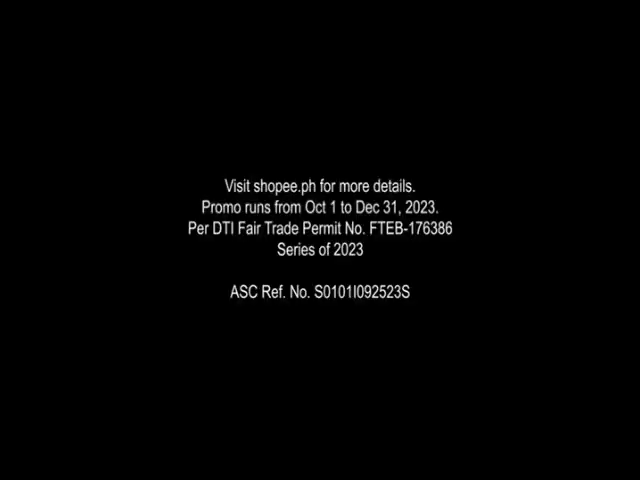 Visit shopee.ph for more details.
Promo runs from Oct 1 to Dec 31, 2023.
Per DTI Fair Trade Permit No. FTEB-176386
Series of 2023
ASC Ref. No. S0101I092523S